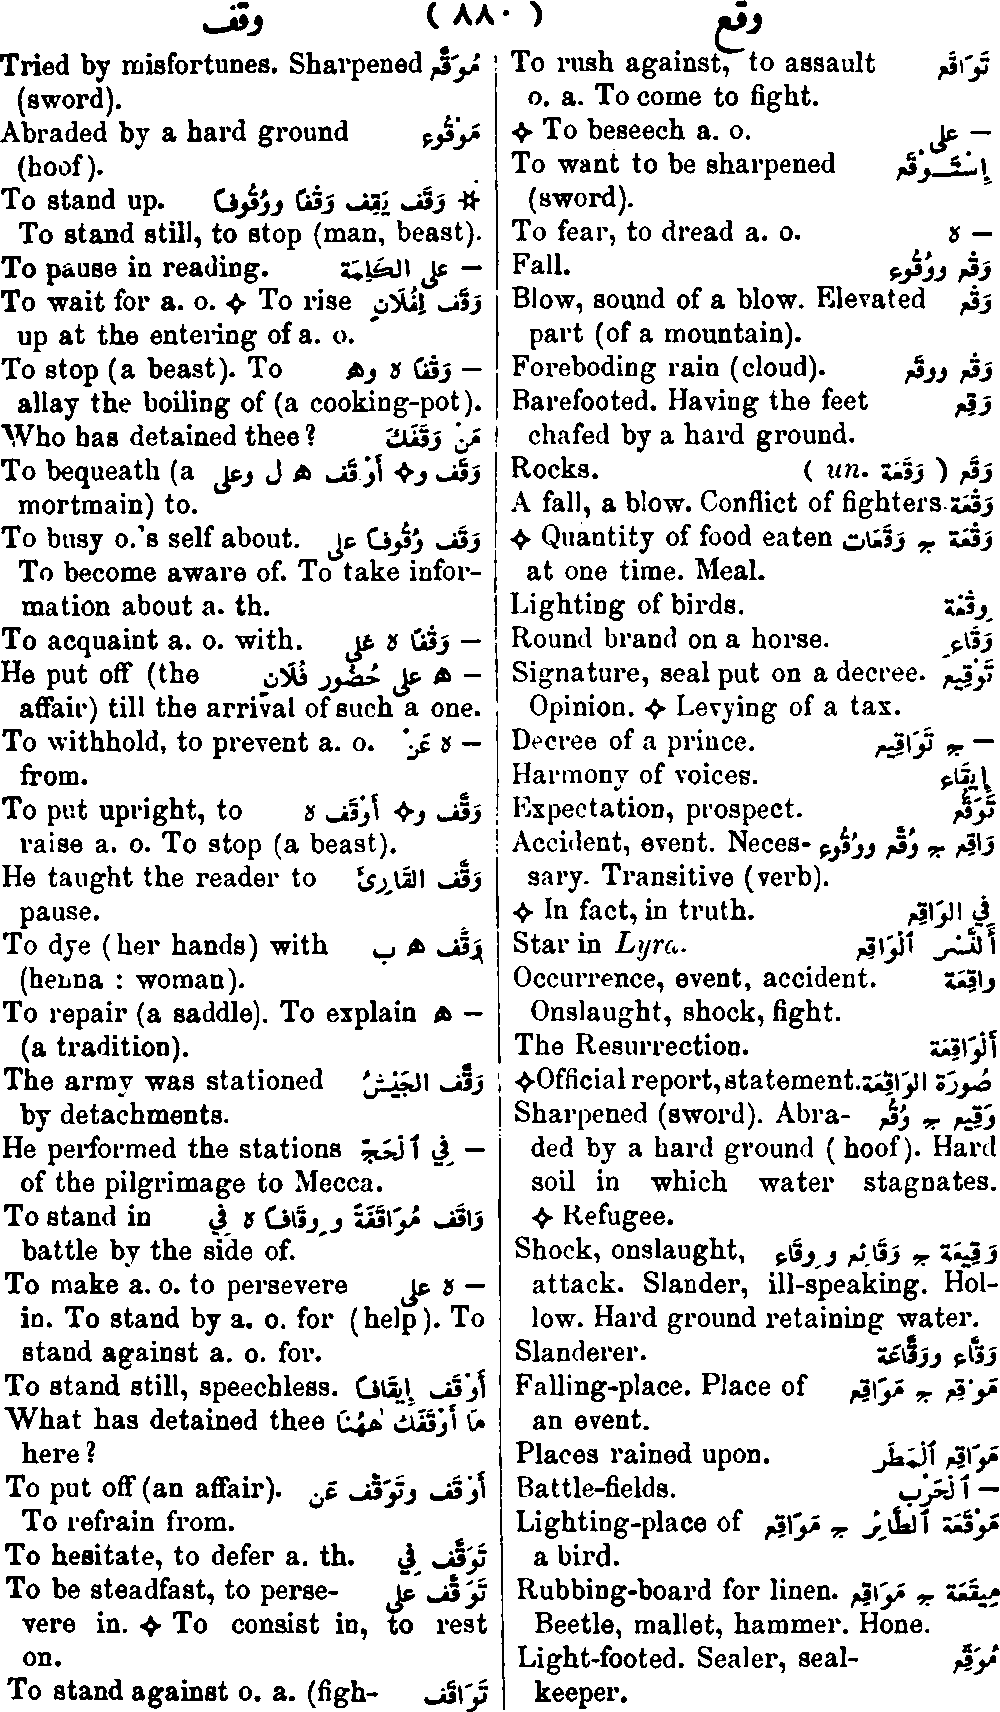 وقف ( ٨٨٠ ) وقع
To rush against, to assault تَوَاقَع
o. a. To come to fight.
✧ To beseech a. o. — على
To want to be sharpened إِسْتَوْقَع
(sword).
To fear, to dread a. o. — ه
Fall. وَقْع ووُقُوع
Blow, sound of a blow. Elevated وَقْع
part (of a mountain).
Foreboding rain (cloud). وَقْع ووقَع
Barefooted. Having the feet وَقِع
chafed by a hard ground.
Rocks. وَقَع ( un. وَقَعَة )
A fall, a blow. Conflict of fighters. وَقْعَة
✧ Quantity of food eaten وَقْعَة ج وَقَعَات
at one time. Meal.
Lighting of birds. وِقْعَة
Round brand on a horse. وَقَاعِ
Signature, seal put on a decree. تَوْقِيع
Opinion. ✧ Levying of a tax.
Decree of a prince. — ج تَوَاقِيع
Harmony of voices. إِيقَاع
Expectation, prospect. تَوَقُّع
Accident, event. Neces- وَاقِع ج وُقَّع ووُقُوع
sary. Transitive (verb).
✧ In fact, in truth. فِي الوَاقِع
Star in Lyra. أَلنَّسْر ٱلْوَاقِع
Occurrence, event, accident. وَاقِعَة
Onslaught, shock, fight.
The Resurrection. أَلْوَاقِعَة
✧Official report, statement. صُورَة الوَاقِعَة
Sharpened (sword). Abra- وَقِيع ج وُقُع
ded by a hard ground ( hoof). Hard
soil in which water stagnates.
✧ Refugee.
Shock, onslaught, وَقِيعَة ج وَقَائِع و وِقَاع
attack. Slander, ill-speaking. Hol-
low. Hard ground retaining water.
Slanderer. وَقَّاع ووَقَّاعَة
Falling-place. Place of مَوْقِع ج مَوَاقِع
an event.
Places rained upon. مَوَاقِع ٱلْمَطَر
Battle-fields. — ٱلْحَرْب
Lighting-place of مَوْقَعَة ٱلطَّائِر ج مَوَاقِع
a bird.
Rubbing-board for linen. مِيقَعَة ج مَوَاقِع
Beetle, mallet, hammer. Hone.
Light-footed. Sealer, seal- مُوَقِّع
keeper.
Tried by misfortunes. Sharpened مُوَقَّع
(sword).
Abraded by a hard ground مَوْقُوع
(hoof).
To stand up. ✲ وَقَف يَقِف وَقْفًا ووُقُوفًا
To stand still, to stop (man, beast).
To pause in reading. — على الكَلِمَة
To wait for a. o. ✧ To rise وَقَف لِفُلَانٍ
up at the entering of a. o.
To stop (a beast). To — وَقْفًا ه وهـ
allay the boiling of (a cooking-pot).
Who has detained thee? مَنْ وَقَفَكَ
To bequeath (a وَقَف و✧ أَوْقَف هـ ل وعلى
mortmain) to.
To busy o.'s self about. وَقَف وُقُوفًا على
To become aware of. To take infor-
mation about a. th.
To acquaint a. o. with. — وَقْفًا ه على
He put off (the — هـ على حُضُور فُلَانٍ
affair) till the arrival of such a one.
To withhold, to prevent a. o. — ه عَنْ
from.
To put upright, to وَقَّف و✧ أَوْقَف ه
raise a. o. To stop (a beast).
He taught the reader to وَقَّف القَارِئ
pause.
To dye (her hands) with وَقَّف هـ ب
(henna : woman).
To repair (a saddle). To explain — هـ
(a tradition).
The army was stationed وَقَّف الجَيْشُ
by detachments.
He performed the stations — فِي ٱلْحَجّ
of the pilgrimage to Mecca.
To stand in وَاقَف مُوَاقَفَةً و وِقَافًا ه فِي
battle by the side of.
To make a. o. to persevere — ه على
in. To stand by a. o. for (help). To
stand against a. o. for.
To stand still, speechless. أَوْقَف إِيقَافًا
What has detained thee مَا أَوْقَفَكَ هٰهُنَا
here?
To put off (an affair). أَوْقَف وتَوَقَّف عَن
To refrain from.
To hesitate, to defer a. th. تَوَقَّف فِي
To be steadfast, to perse- تَوَقَّف على
vere in. ✧ To consist in, to rest
on.
To stand against o. a. (figh- تَوَاقَف